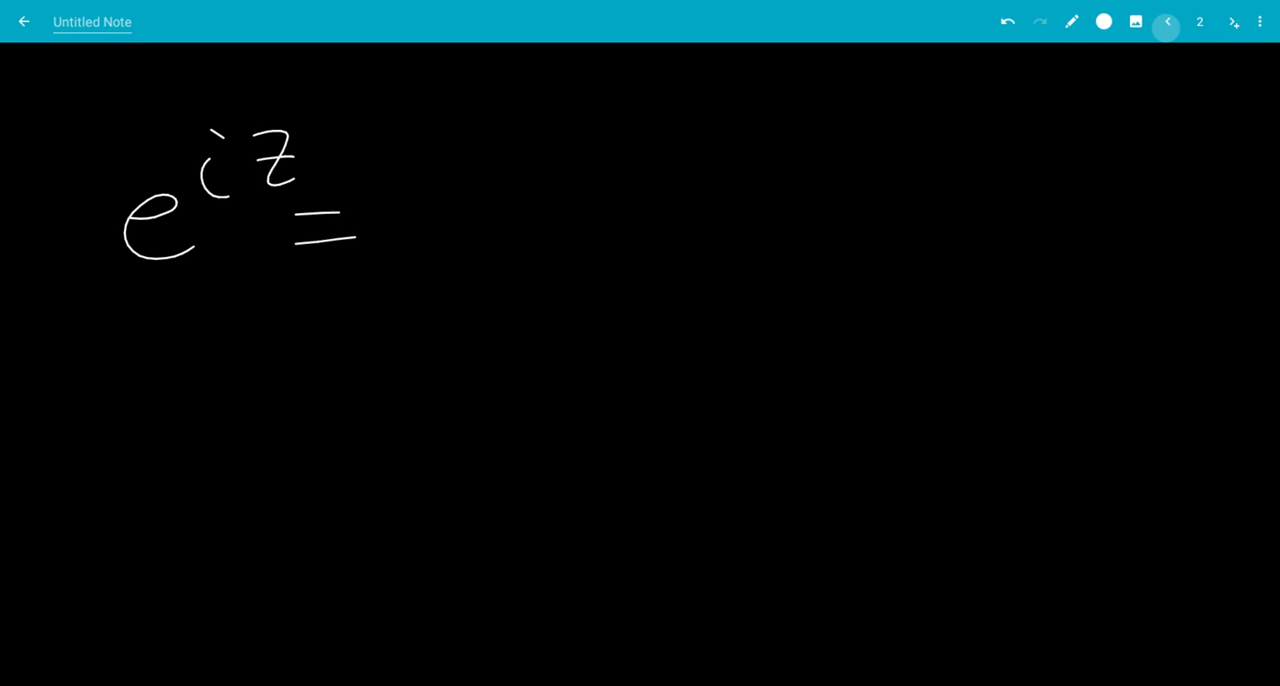 Untitled Note
2
e^{iz} =